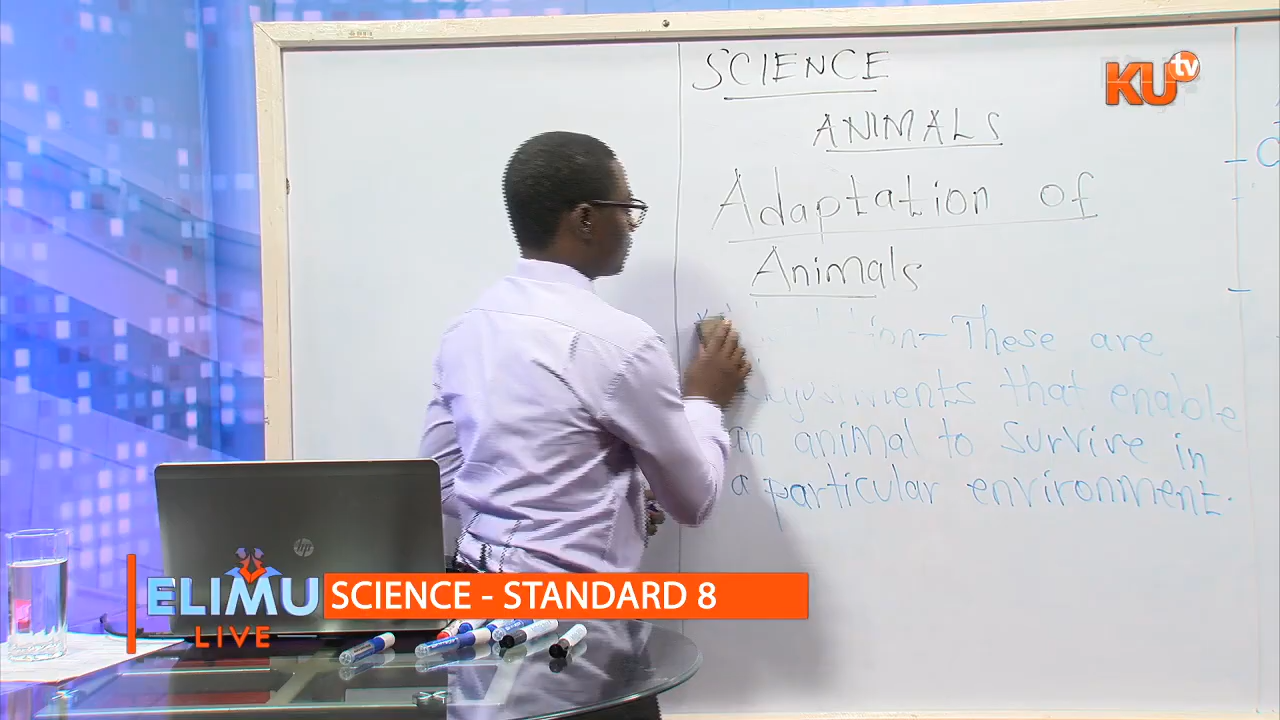 SCIENCE
ANIMALS
Adaptation of
Animals
These are
that enable
an animal to survive in
a particular environment.
KU tv
hp
ELIMU
LIVE
SCIENCE - STANDARD 8